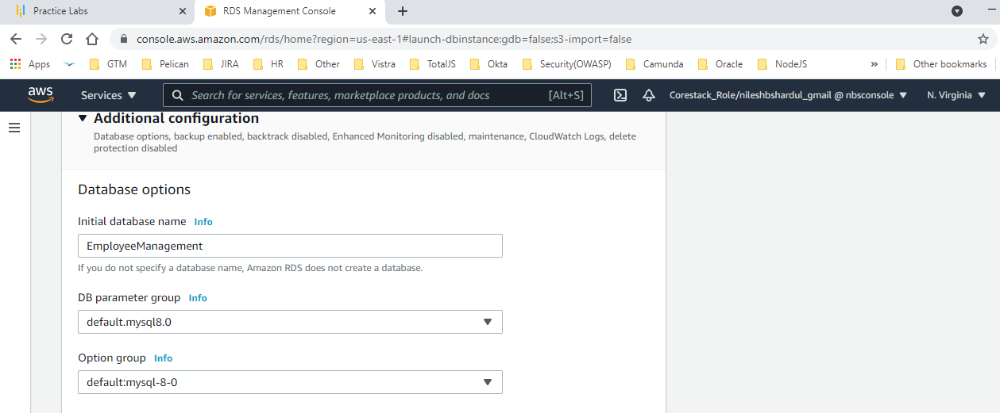 Practice Labs
RDS Management Console
console.aws.amazon.com/rds/home?region=us-east-1#launch-dbinstance:gdb=false;s3-import=false
Apps GTM Pelican JIRA HR Other Vistra TotalJS Okta Security(OWASP) Camunda Oracle NodeJS » Other bookmarks
aws Services Search for services, features, marketplace products, and docs [Alt+S] Corestack_Role/nileshbshardul_gmail @ nbsconsole N. Virginia
Additional configuration
Database options, backup enabled, backtrack disabled, Enhanced Monitoring disabled, maintenance, CloudWatch Logs, delete
protection disabled
Database options
Initial database name Info
EmployeeManagement
If you do not specify a database name, Amazon RDS does not create a database.
DB parameter group Info
default.mysql8.0
Option group Info
default:mysql-8-0